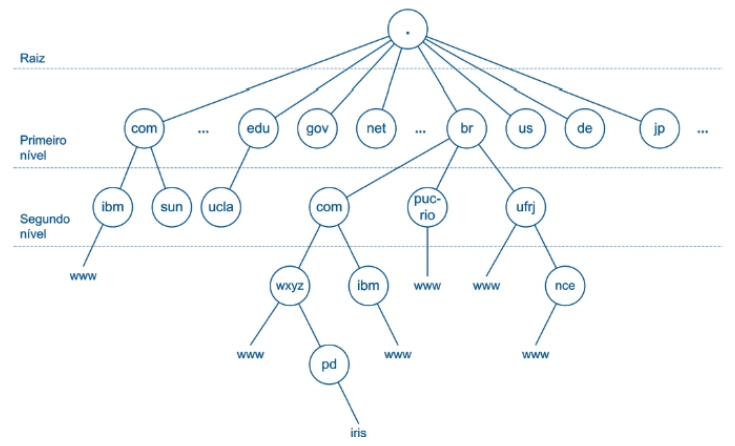 .
Raiz
com ... edu gov net ... br us de jp ...
Primeiro
nível
ibm sun ucla com puc-
rio ufrj
Segundo
nível
www
wxyz ibm www www nce
www www www
pd
iris